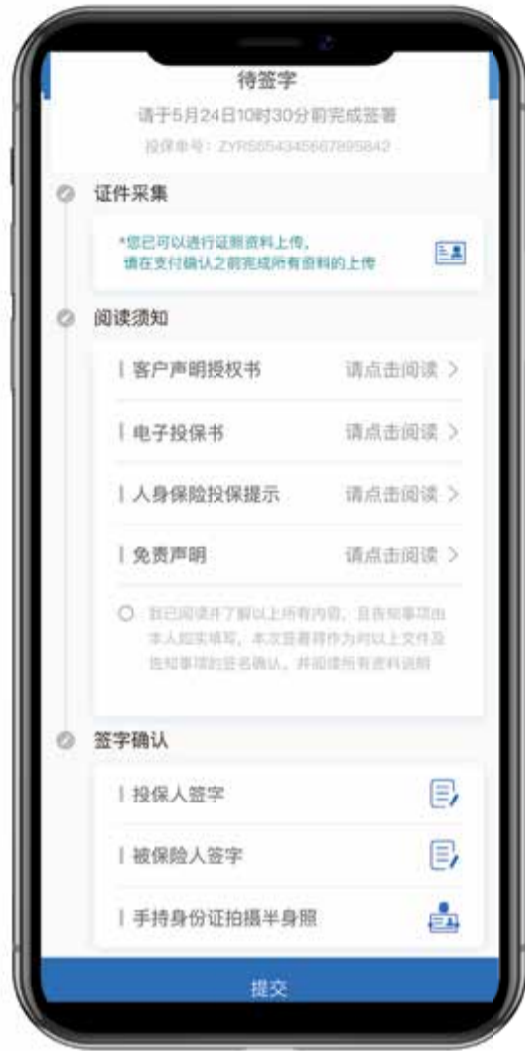 待签字
请于5月24日10时30分前完成签署
投保单号：ZYRS654345667895842
证件采集
*您已可以进行证照资料上传。
请在支付确认之前完成所有资料的上传
阅读须知
客户声明授权书 请点击阅读 >
电子投保书 请点击阅读 >
人身保险投保提示 请点击阅读 >
免责声明 请点击阅读 >
我已阅读并了解以上所有内容，且告知事项由
本人如实填写，本次签署将作为对以上文件及
告知事项的签名确认，并阅读所有资料说明
签字确认
投保人签字
被保险人签字
手持身份证拍摄半身照
提交